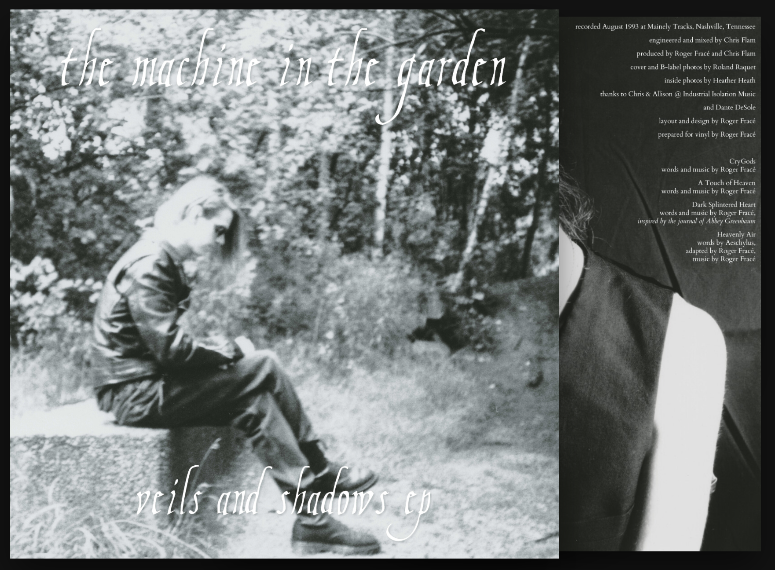 the machine in the garden
veils and shadows ep
recorded August 1993 at Mainely Tracks, Nashville, Tennessee
engineered and mixed by Chris Flam
produced by Roger Fracé and Chris Flam
cover and B-label photos by Roland Raquet
inside photos by Heather Heath
thanks to Chris & Allison @ Industrial Isolation Music
and Dante DeSole
layout and design by Roger Fracé
prepared for vinyl by Roger Fracé
CryGods
words and music by Roger Fracé
A Touch of Heaven
words and music by Roger Fracé
Dark Splintered Heart
words and music by Roger Fracé,
inspired by the journal of Abbey Greenbaum
Heavenly Air
words by Aeschylus,
adapted by Roger Fracé,
music by Roger Fracé